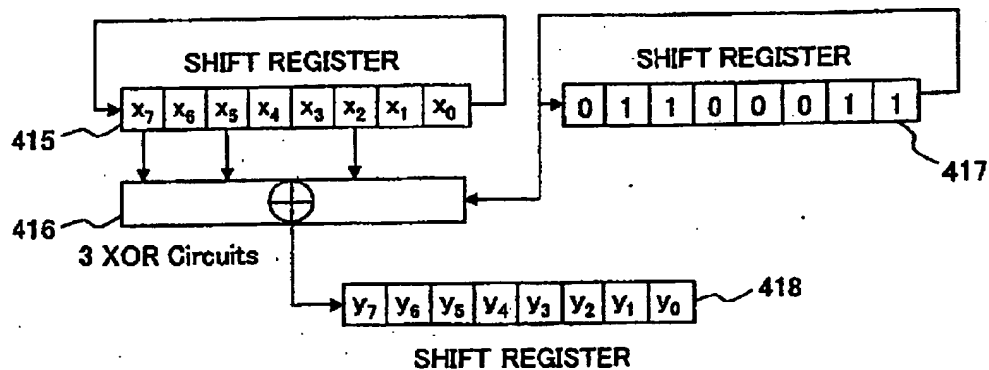 SHIFT REGISTER
SHIFT REGISTER
x₇ x₆ x₅ x₄ x₃ x₂ x₁ x₀
0 1 1 0 0 0 1 1
415
417
416
3 XOR Circuits
y₇ y₆ y₅ y₄ y₃ y₂ y₁ y₀
418
SHIFT REGISTER